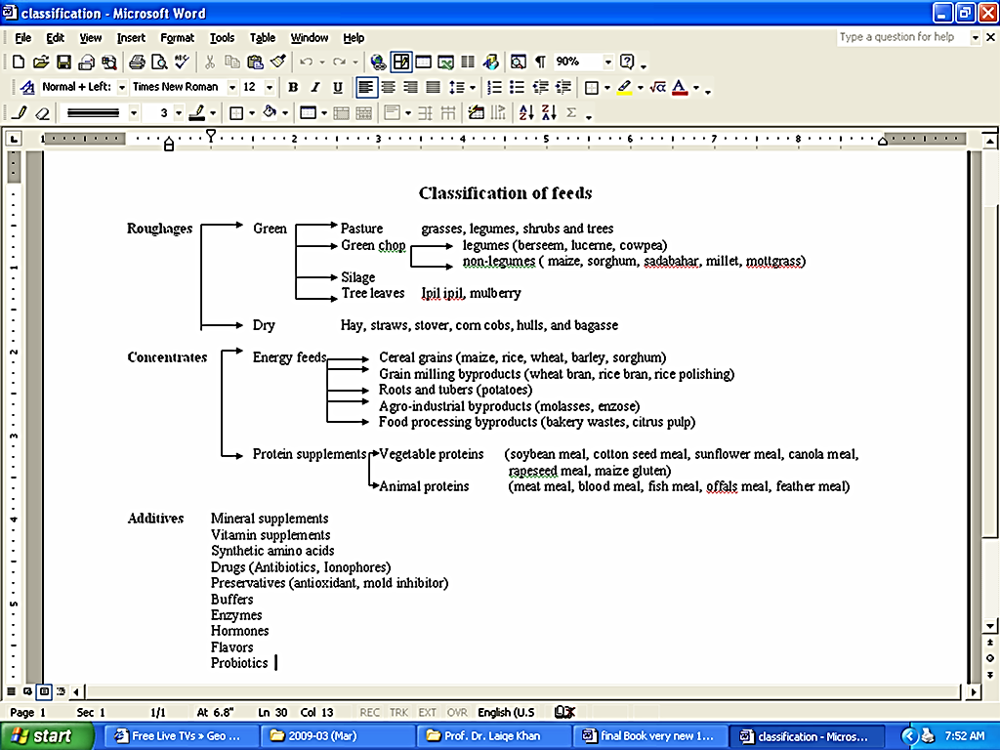 classification - Microsoft Word
File Edit View Insert Format Tools Table Window Help Type a question for help
90%
Normal + Left: Times New Roman 12 B I U
3
1 1 2 3 4 5 6 7 8
Classification of feeds
Roughages Green Pasture grasses, legumes, shrubs and trees
Green chop legumes (berseem, lucerne, cowpea)
non-legumes ( maize, sorghum, sadabahar, millet, mottgrass)
Silage
Tree leaves Ipil ipil, mulberry
Dry Hay, straws, stover, corn cobs, hulls, and bagasse
Concentrates Energy feeds Cereal grains (maize, rice, wheat, barley, sorghum)
Grain milling byproducts (wheat bran, rice bran, rice polishing)
Roots and tubers (potatoes)
Agro-industrial byproducts (molasses, enzose)
Food processing byproducts (bakery wastes, citrus pulp)
Protein supplements Vegetable proteins (soybean meal, cotton seed meal, sunflower meal, canola meal,
rapeseed meal, maize gluten)
Animal proteins (meat meal, blood meal, fish meal, offals meal, feather meal)
Additives Mineral supplements
Vitamin supplements
Synthetic amino acids
Drugs (Antibiotics, Ionophores)
Preservatives (antioxidant, mold inhibitor)
Buffers
Enzymes
Hormones
Flavors
Probiotics
Page 1 Sec 1 1/1 At 6.8" Ln 30 Col 13 REC TRK EXT OVR English (U.S
start Free Live TVs » Geo ... 2009-03 (Mar) Prof. Dr. Laiqe Khan final Book very new 1... classification - Micros... 7:52 AM